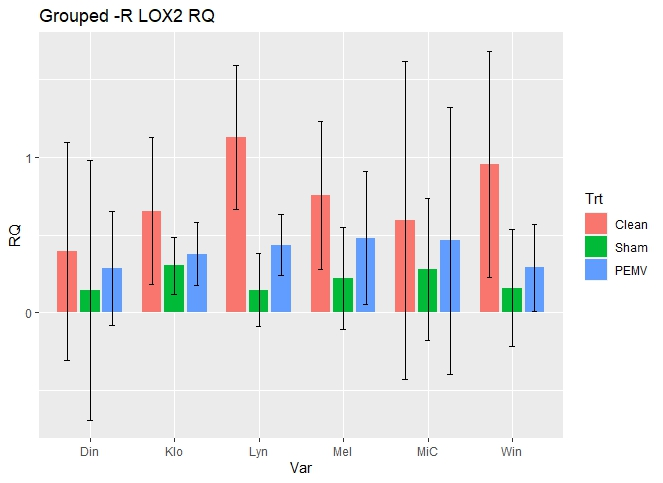 Grouped -R LOX2 RQ
RQ
1
0
Din Klo Lyn Mel MiC Win
Var
Trt
Clean
Sham
PEMV